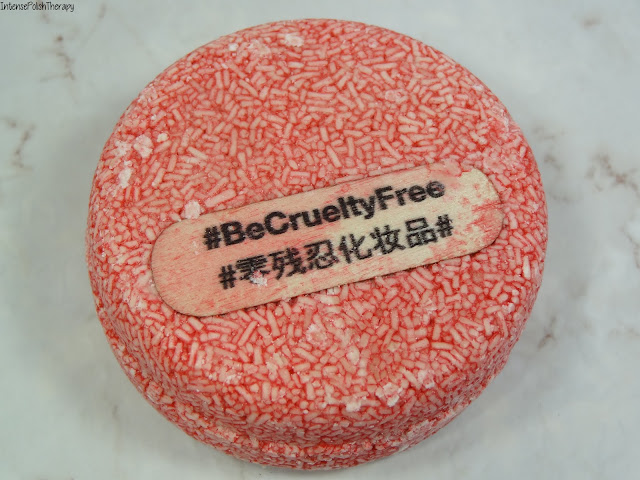 IntensePolishTherapy
#BeCrueltyFree
#零残忍化妆品#